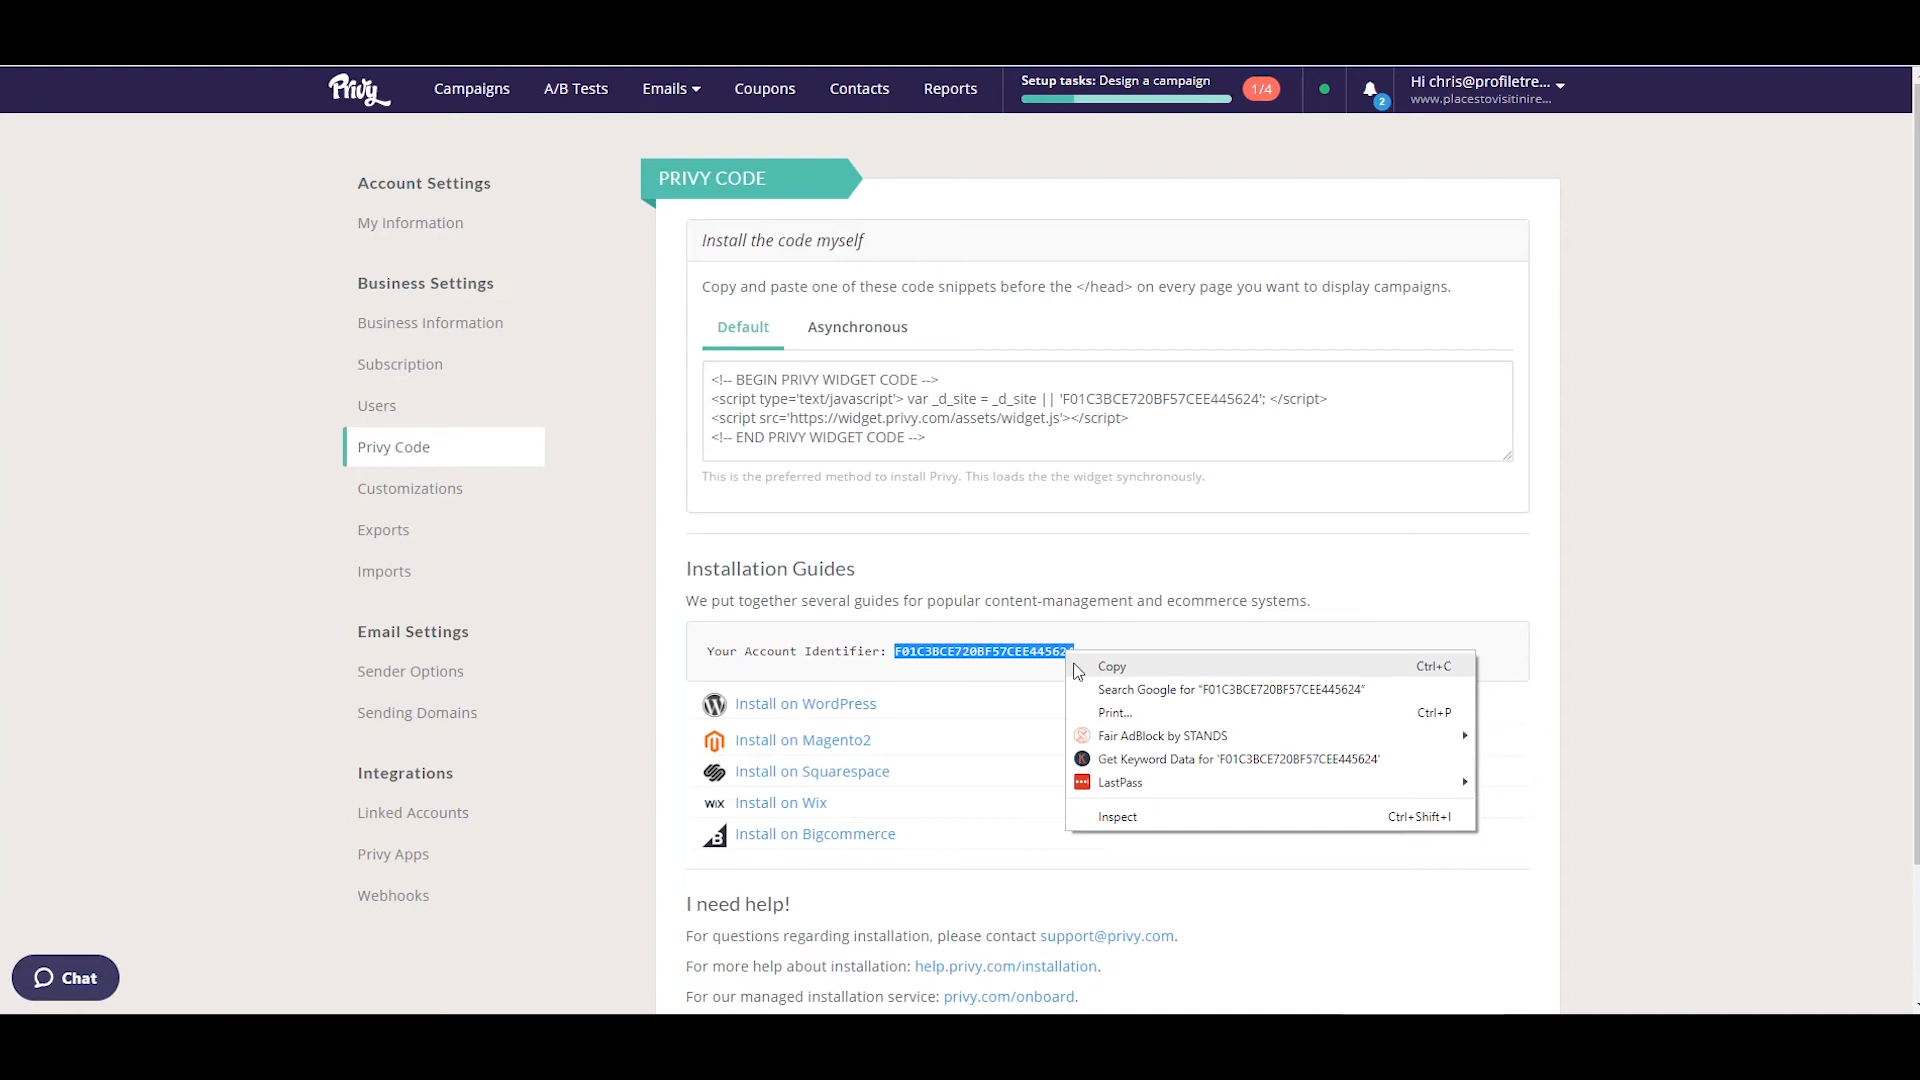 Privy
Campaigns
A/B Tests
Emails
Coupons
Contacts
Reports
Setup tasks: Design a campaign
1/4
2
Hi chris@profiletre...
www.placestovisitinire...
Account Settings
My Information
Business Settings
Business Information
Subscription
Users
Privy Code
Customizations
Exports
Imports
Email Settings
Sender Options
Sending Domains
Integrations
Linked Accounts
Privy Apps
Webhooks
Chat
PRIVY CODE
Install the code myself
Copy and paste one of these code snippets before the </head> on every page you want to display campaigns.
Default
Asynchronous
<!-- BEGIN PRIVY WIDGET CODE -->
<script type='text/javascript'> var _d_site = _d_site || 'F01C3BCE720BF57CEE445624'; </script>
<script src='https://widget.privy.com/assets/widget.js'></script>
<!-- END PRIVY WIDGET CODE -->
This is the preferred method to install Privy. This loads the the widget synchronously.
Installation Guides
We put together several guides for popular content-management and ecommerce systems.
Your Account Identifier: F01C3BCE720BF57CEE445624
Install on WordPress
Install on Magento2
Install on Squarespace
WiX Install on Wix
B Install on Bigcommerce
Copy Ctrl+C
Search Google for “F01C3BCE720BF57CEE445624”
Print... Ctrl+P
Fair AdBlock by STANDS
K Get Keyword Data for 'F01C3BCE720BF57CEE445624'
LastPass
Inspect Ctrl+Shift+I
I need help!
For questions regarding installation, please contact support@privy.com.
For more help about installation: help.privy.com/installation.
For our managed installation service: privy.com/onboard.